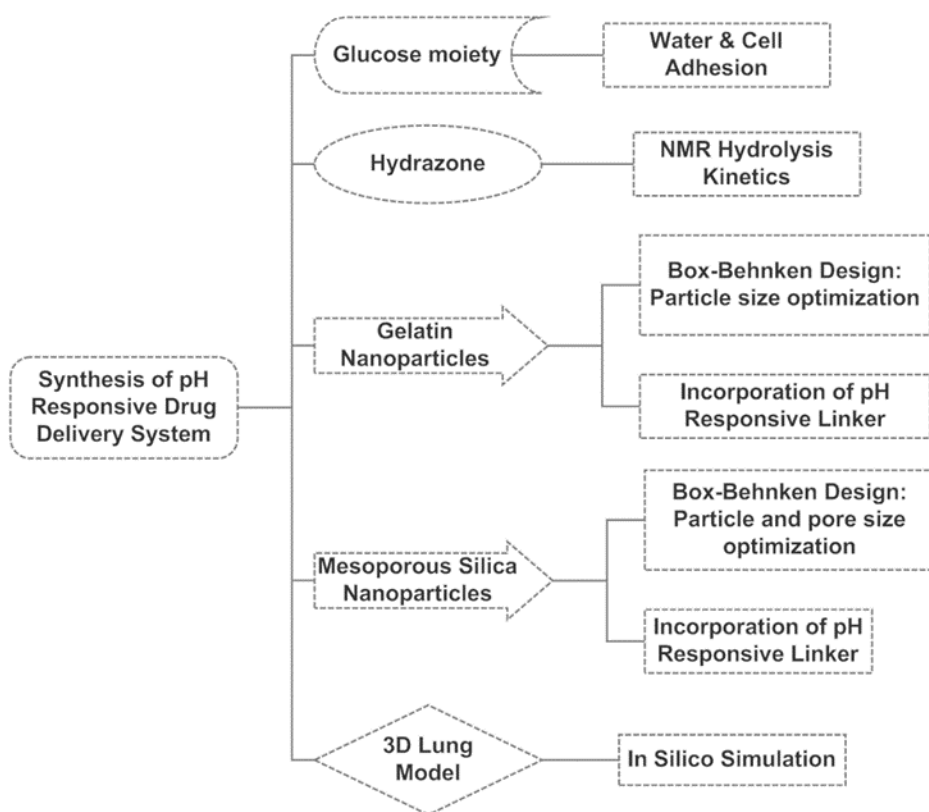 Glucose moiety
Water & Cell
Adhesion
Hydrazone
NMR Hydrolysis
Kinetics
Box-Behnken Design:
Particle size optimization
Gelatin
Nanoparticles
Incorporation of pH
Responsive Linker
Synthesis of pH
Responsive Drug
Delivery System
Box-Behnken Design:
Particle and pore size
optimization
Mesoporous Silica
Nanoparticles
Incorporation of pH
Responsive Linker
3D Lung
Model
In Silico Simulation